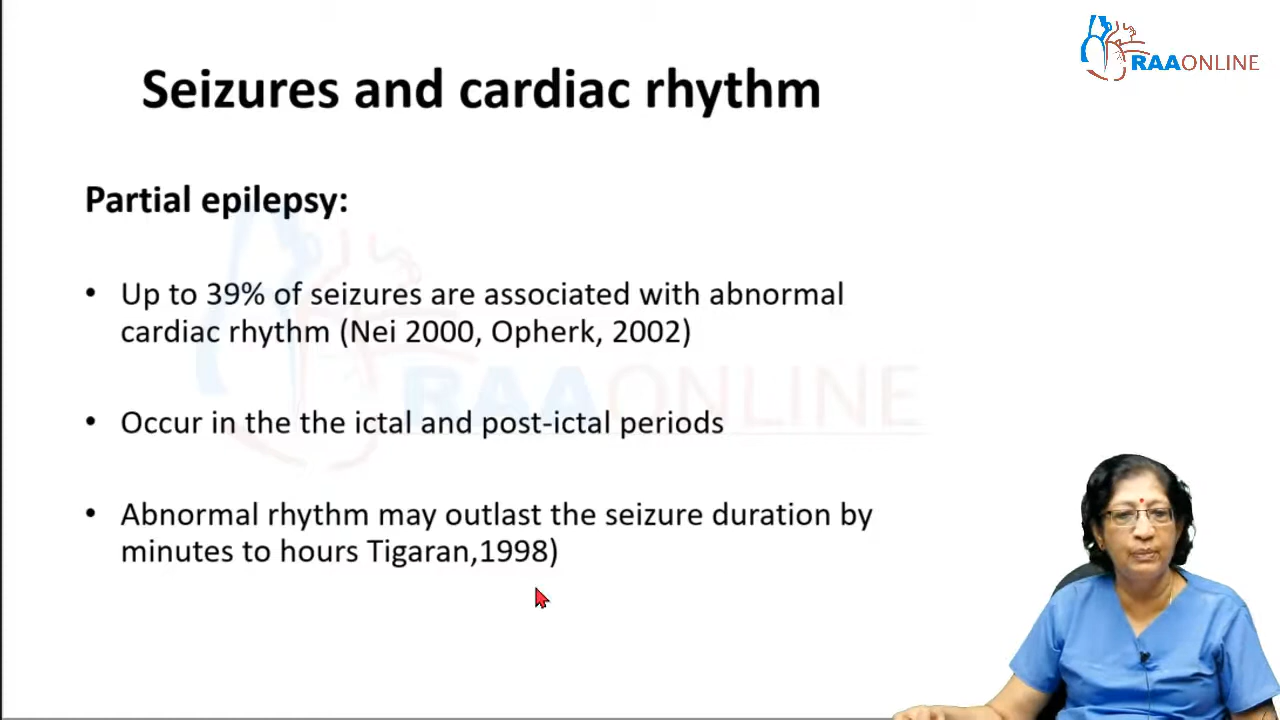 RAAONLINE
Seizures and cardiac rhythm
Partial epilepsy:
• Up to 39% of seizures are associated with abnormal
cardiac rhythm (Nei 2000, Opherk, 2002)
RAAONLINE
• Occur in the the ictal and post-ictal periods
• Abnormal rhythm may outlast the seizure duration by
minutes to hours Tigaran,1998)